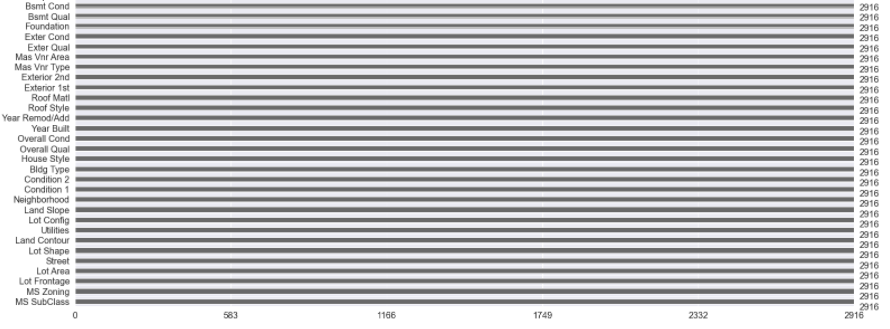 Bsmt Cond 2916
Bsmt Qual 2916
Foundation 2916
Exter Cond 2916
Exter Qual 2916
Mas Vnr Area 2916
Mas Vnr Type 2916
Exterior 2nd 2916
Exterior 1st 2916
Roof Matl 2916
Roof Style 2916
Year Remod/Add 2916
Year Built 2916
Overall Cond 2916
Overall Qual 2916
House Style 2916
Bldg Type 2916
Condition 2 2916
Condition 1 2916
Neighborhood 2916
Land Slope 2916
Lot Config 2916
Utilities 2916
Land Contour 2916
Lot Shape 2916
Street 2916
Lot Area 2916
Lot Frontage 2916
MS Zoning 2916
MS SubClass 2916
0 583 1166 1749 2332 2916